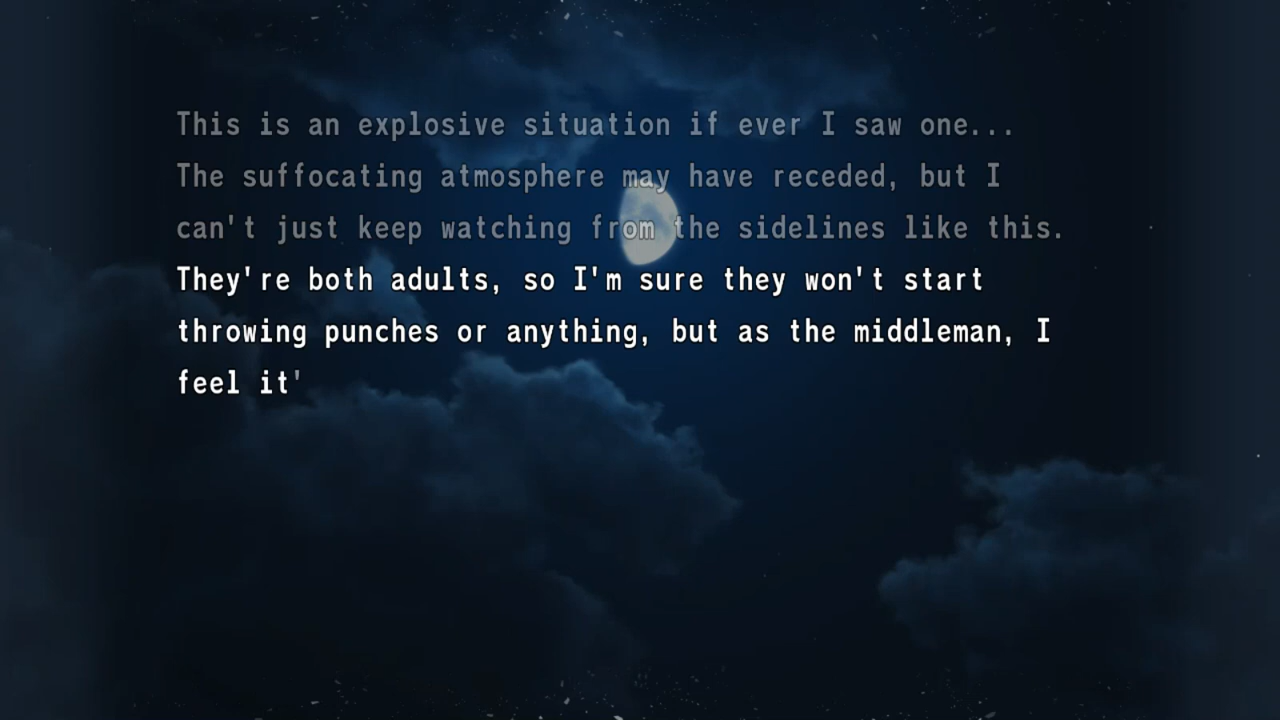 This is an explosive situation if ever I saw one...
The suffocating atmosphere may have receded, but I
can't just keep watching from the sidelines like this.
They're both adults, so I'm sure they won't start
throwing punches or anything, but as the middleman, I
feel it'